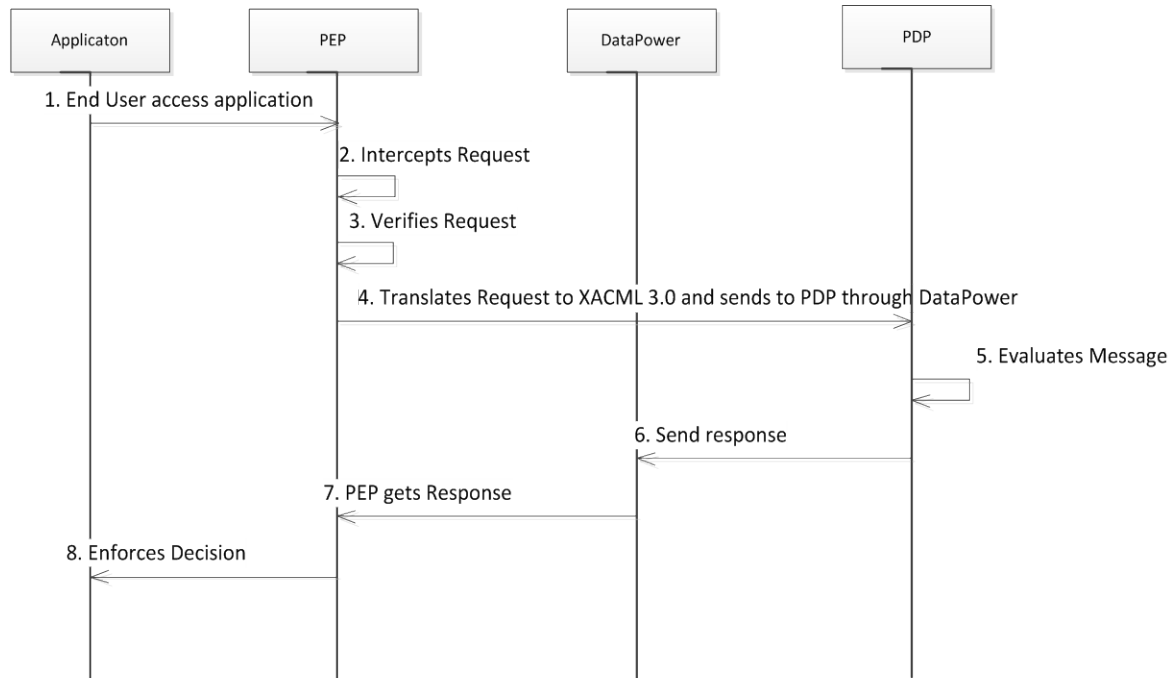 Applicaton
PEP
DataPower
PDP
1. End User access application
2. Intercepts Request
3. Verifies Request
4. Translates Request to XACML 3.0 and sends to PDP through DataPower
5. Evaluates Message
6. Send response
7. PEP gets Response
8. Enforces Decision